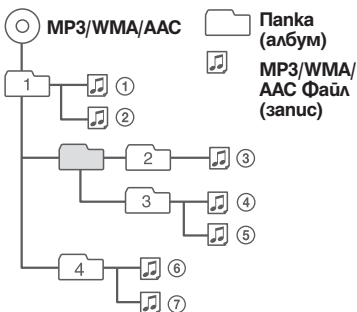 MP3/WMA/AAC
Папка
(албум)
MP3/WMA/
AAC Файл
(запис)
1
①
②
2
③
3
④
⑤
4
⑥
⑦